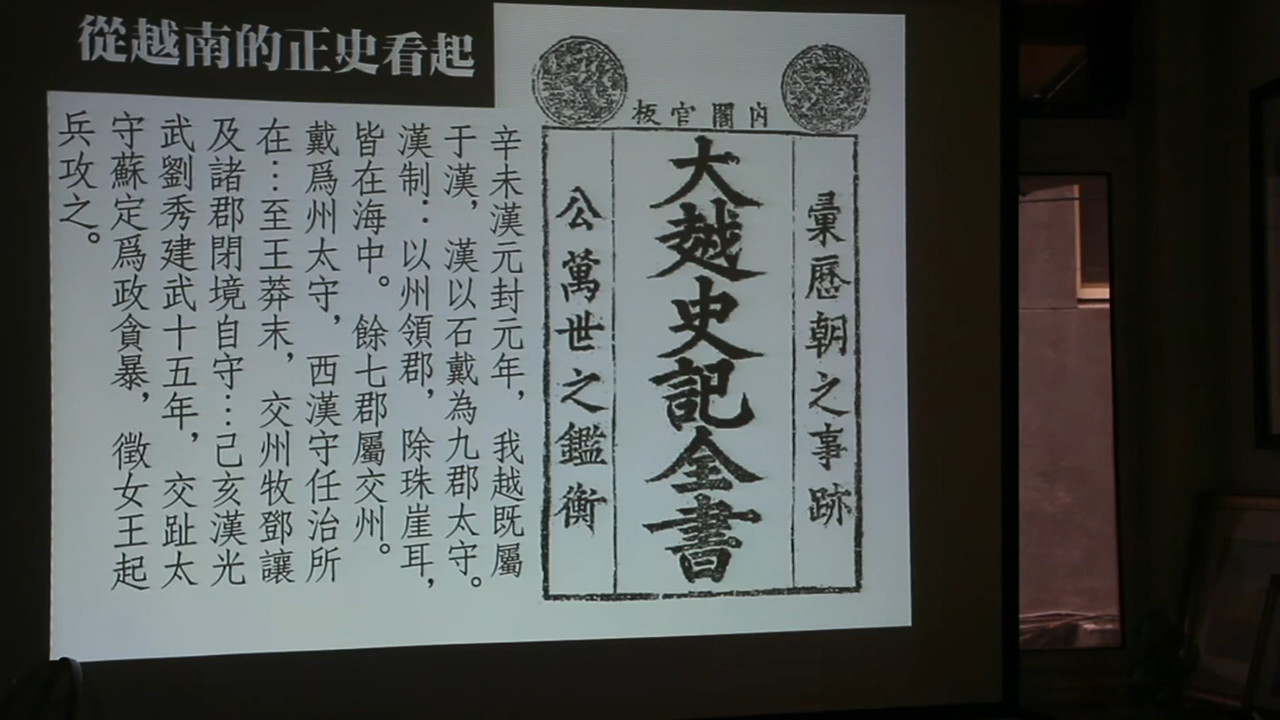 從越南的正史看起
內閣官板
彙歷朝之事跡
大越史記全書
公萬世之鑑衡
辛未漢元封元年，我越既屬
于漢，漢以石戴為九郡太守。
漢制：以州領郡，除珠崖耳，
皆在海中。餘七郡屬交州。
戴爲州太守，西漢守任治所
在…至王莽末，交州牧鄧讓
及諸郡閉境自守…己亥漢光
武劉秀建武十五年，交趾太
守蘇定爲政貪暴，徵女王起
兵攻之。